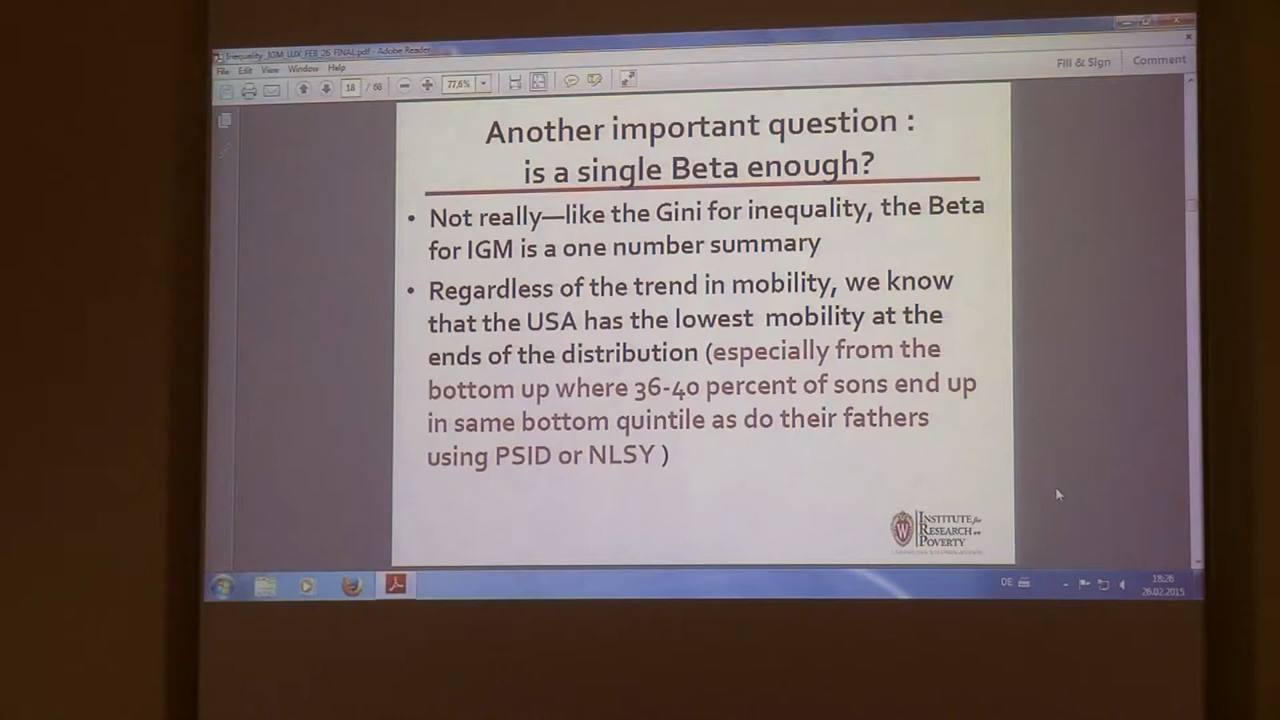 Inequality_IGM_LUX_FEB_26_FINAL.pdf - Adobe Reader
File Edit View Window Help
18 / 68 77,6%
Fill & Sign Comment
Another important question :
is a single Beta enough?
• Not really—like the Gini for inequality, the Beta
for IGM is a one number summary
• Regardless of the trend in mobility, we know
that the USA has the lowest mobility at the
ends of the distribution (especially from the
bottom up where 36-40 percent of sons end up
in same bottom quintile as do their fathers
using PSID or NLSY )
W
INSTITUTE for
RESEARCH on
POVERTY
DE
18:26
26.02.2015